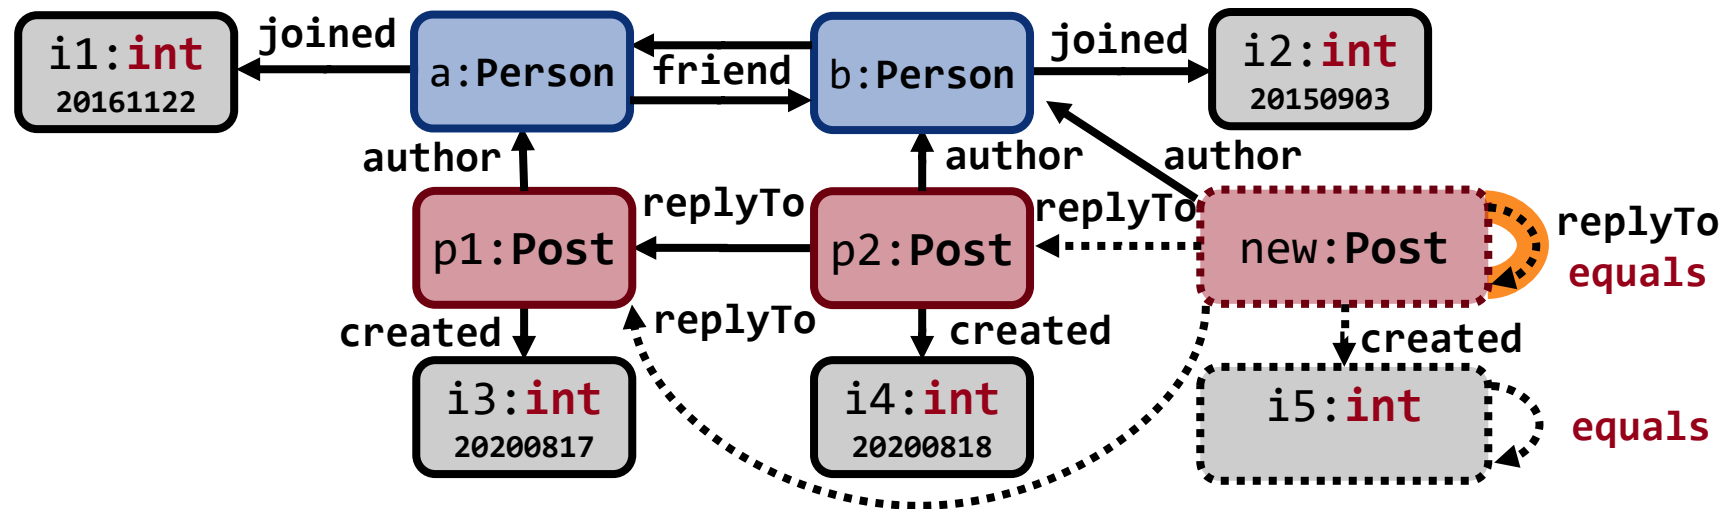 i1:int
20161122
joined
a:Person
friend
b:Person
joined
i2:int
20150903
author
author
author
p1:Post
replyTo
p2:Post
replyTo
new:Post
replyTo
equals
created
replyTo
created
created
i3:int
20200817
i4:int
20200818
i5:int
equals